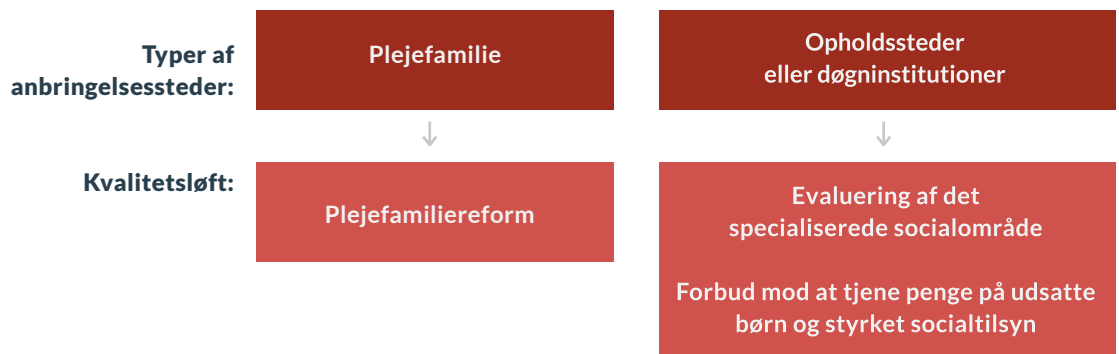 Typer af
anbringelsessteder:
Plejefamilie
Opholdssteder
eller døgninstitutioner
Kvalitetsløft:
Plejefamiliereform
Evaluering af det
specialiserede socialområde
Forbud mod at tjene penge på udsatte
børn og styrket socialtilsyn